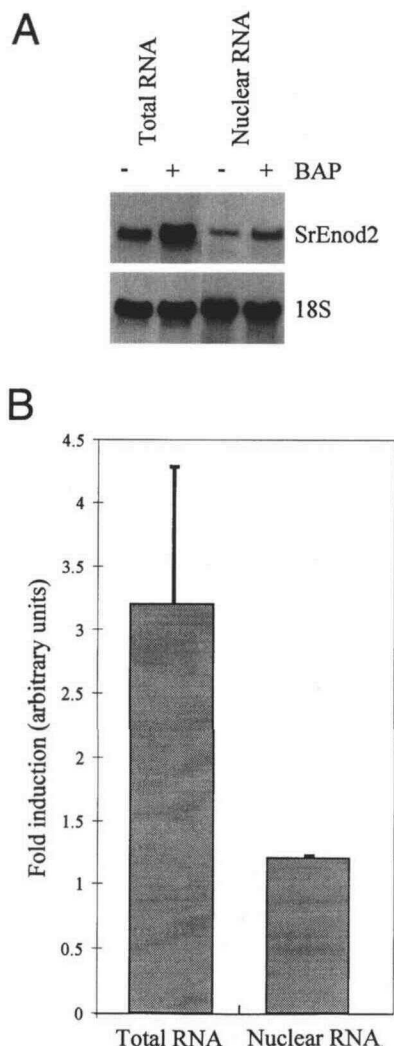 A
Total RNA
Nuclear RNA
- + - + BAP
SrEnod2
18S
B
4.5
4
3.5
3
2.5
2
1.5
1
0.5
0
Fold induction (arbitrary units)
Total RNA Nuclear RNA